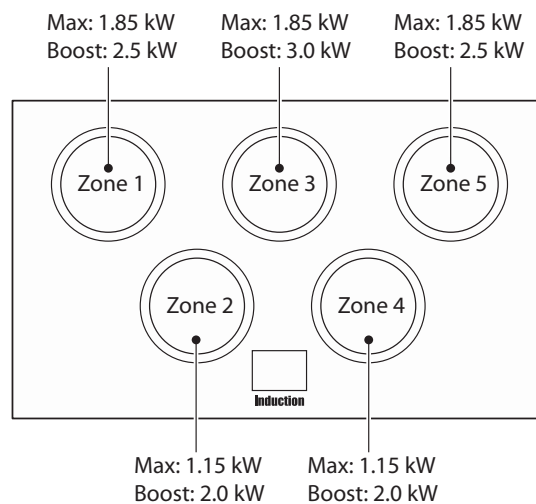 Max: 1.85 kW
Boost: 2.5 kW
Max: 1.85 kW
Boost: 3.0 kW
Max: 1.85 kW
Boost: 2.5 kW
Zone 1
Zone 3
Zone 5
Zone 2
Zone 4
Induction
Max: 1.15 kW
Boost: 2.0 kW
Max: 1.15 kW
Boost: 2.0 kW